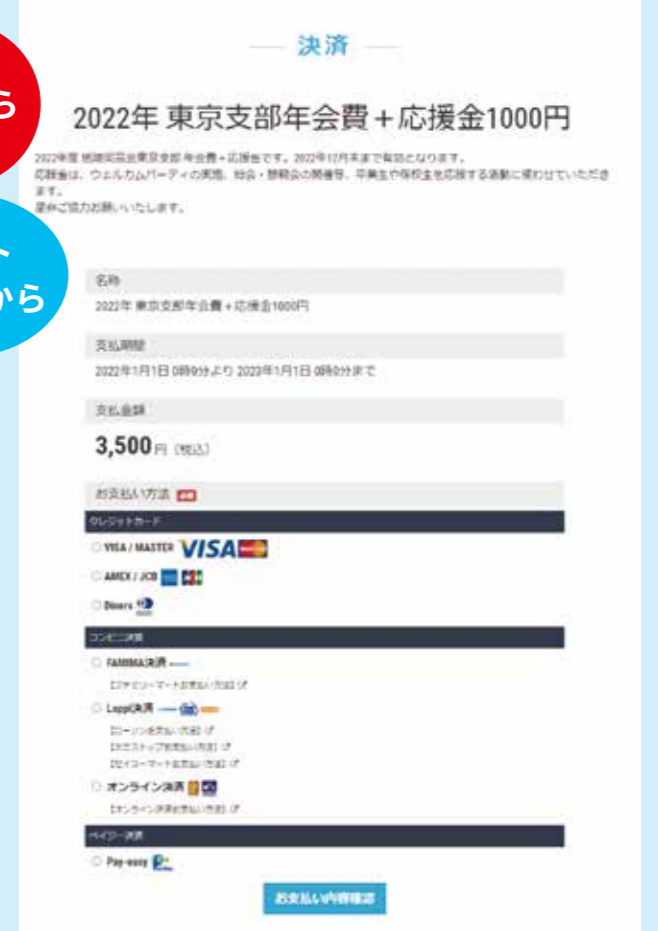 決済
ら
2022年 東京支部年会費+応援金1000円
2022年度 東京支部 年会費+応援金です。2022年12月末まで有効となります。
応援金は、ウェルカムパーティの実施、総会・懇親会の開催等、卒業生や在校生を応援する活動に使わせていただき
ます。
是非ご協力お願いいたします。
ト
から
名称
2022年 東京支部年会費+応援金1000円
支払期間
2022年1月1日 0時0分より 2023年1月1日 0時0分まで
支払金額
3,500円 (税込)
お支払い方法 必須
クレジットカード
VISA / MASTER VISA
AMEX / JCB
Diners
コンビニ決済
FAMIMA決済
【ファミリーマートお支払い方法】
Loppi決済
【ローソンお支払い方法】
【ミニストップお支払い方法】
【セイコーマートお支払い方法】
オンライン決済
【オンライン決済お支払い方法】
ペイジー決済
Pay-easy
お支払い内容確認